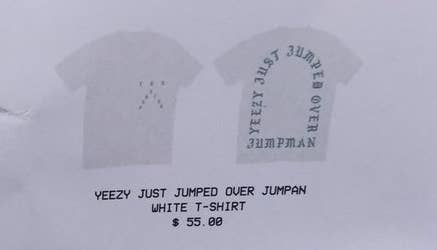 YEEZY JUST JUMPED OVER
JUMPMAN
YEEZY JUST JUMPED OVER JUMPAN
WHITE T-SHIRT
$ 55.00